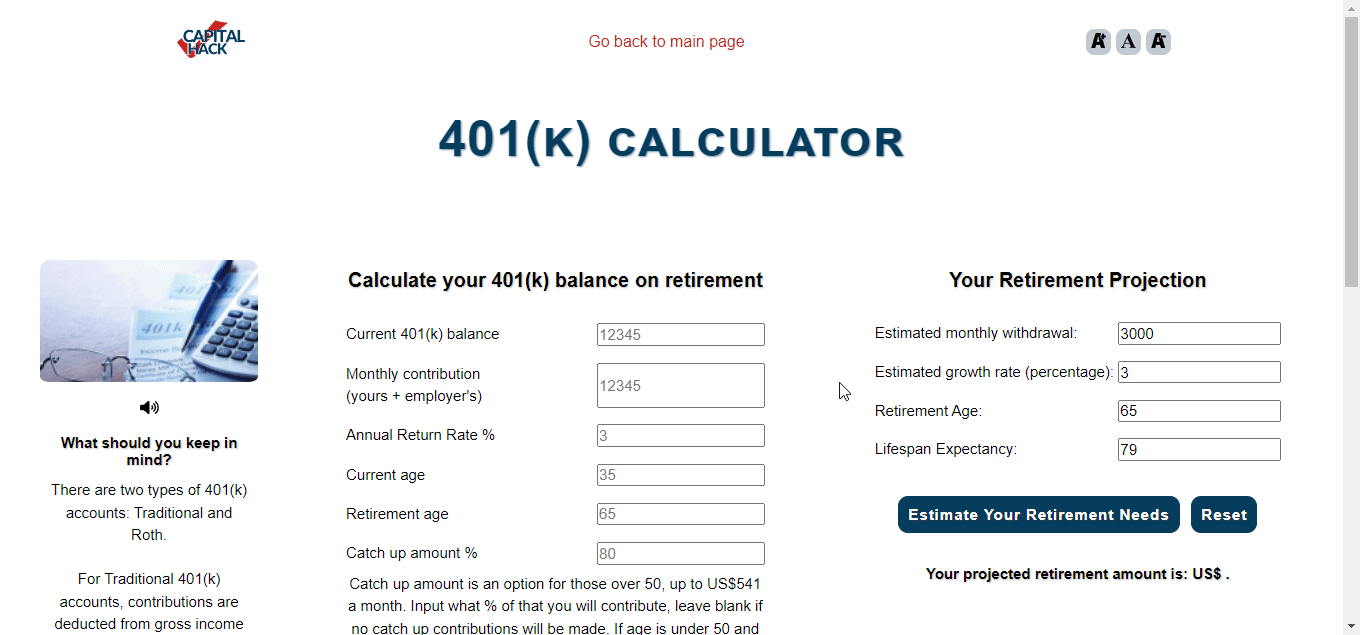 CAPITAL
HACK
Go back to main page
A+
A
A-
401(K) CALCULATOR
401k
What should you keep in
mind?
There are two types of 401(k)
accounts: Traditional and
Roth.
For Traditional 401(k)
accounts, contributions are
deducted from gross income
Calculate your 401(k) balance on retirement
Current 401(k) balance 12345
Monthly contribution
(yours + employer's) 12345
Annual Return Rate % 3
Current age 35
Retirement age 65
Catch up amount % 80
Catch up amount is an option for those over 50, up to US$541
a month. Input what % of that you will contribute, leave blank if
no catch up contributions will be made. If age is under 50 and
Your Retirement Projection
Estimated monthly withdrawal: 3000
Estimated growth rate (percentage): 3
Retirement Age: 65
Lifespan Expectancy: 79
Estimate Your Retirement Needs
Reset
Your projected retirement amount is: US$ .